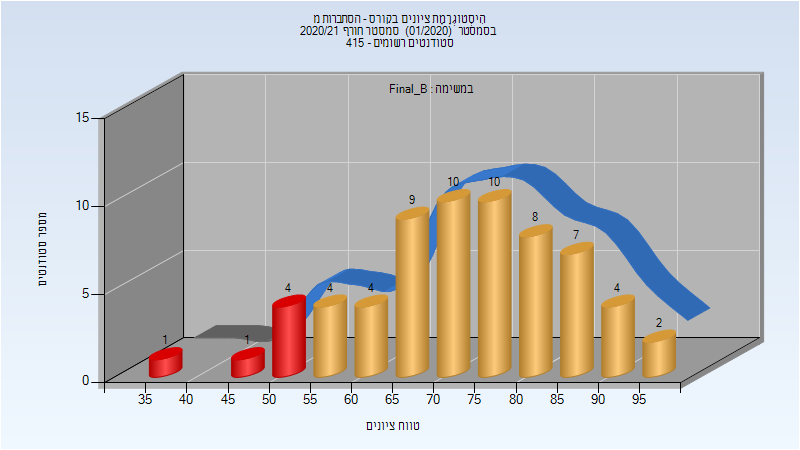 היסטוגרמת ציונים בקורס - הסתברות מ
בסמסטר (01/2020) סמסטר חורף 2020/21
סטודנטים רשומים - 415
במשימה : Final_B
מספר סטודנטים
15
10
5
0
1
1
4
4
4
9
10
10
8
7
4
2
35 40 45 50 55 60 65 70 75 80 85 90 95
טווח ציונים